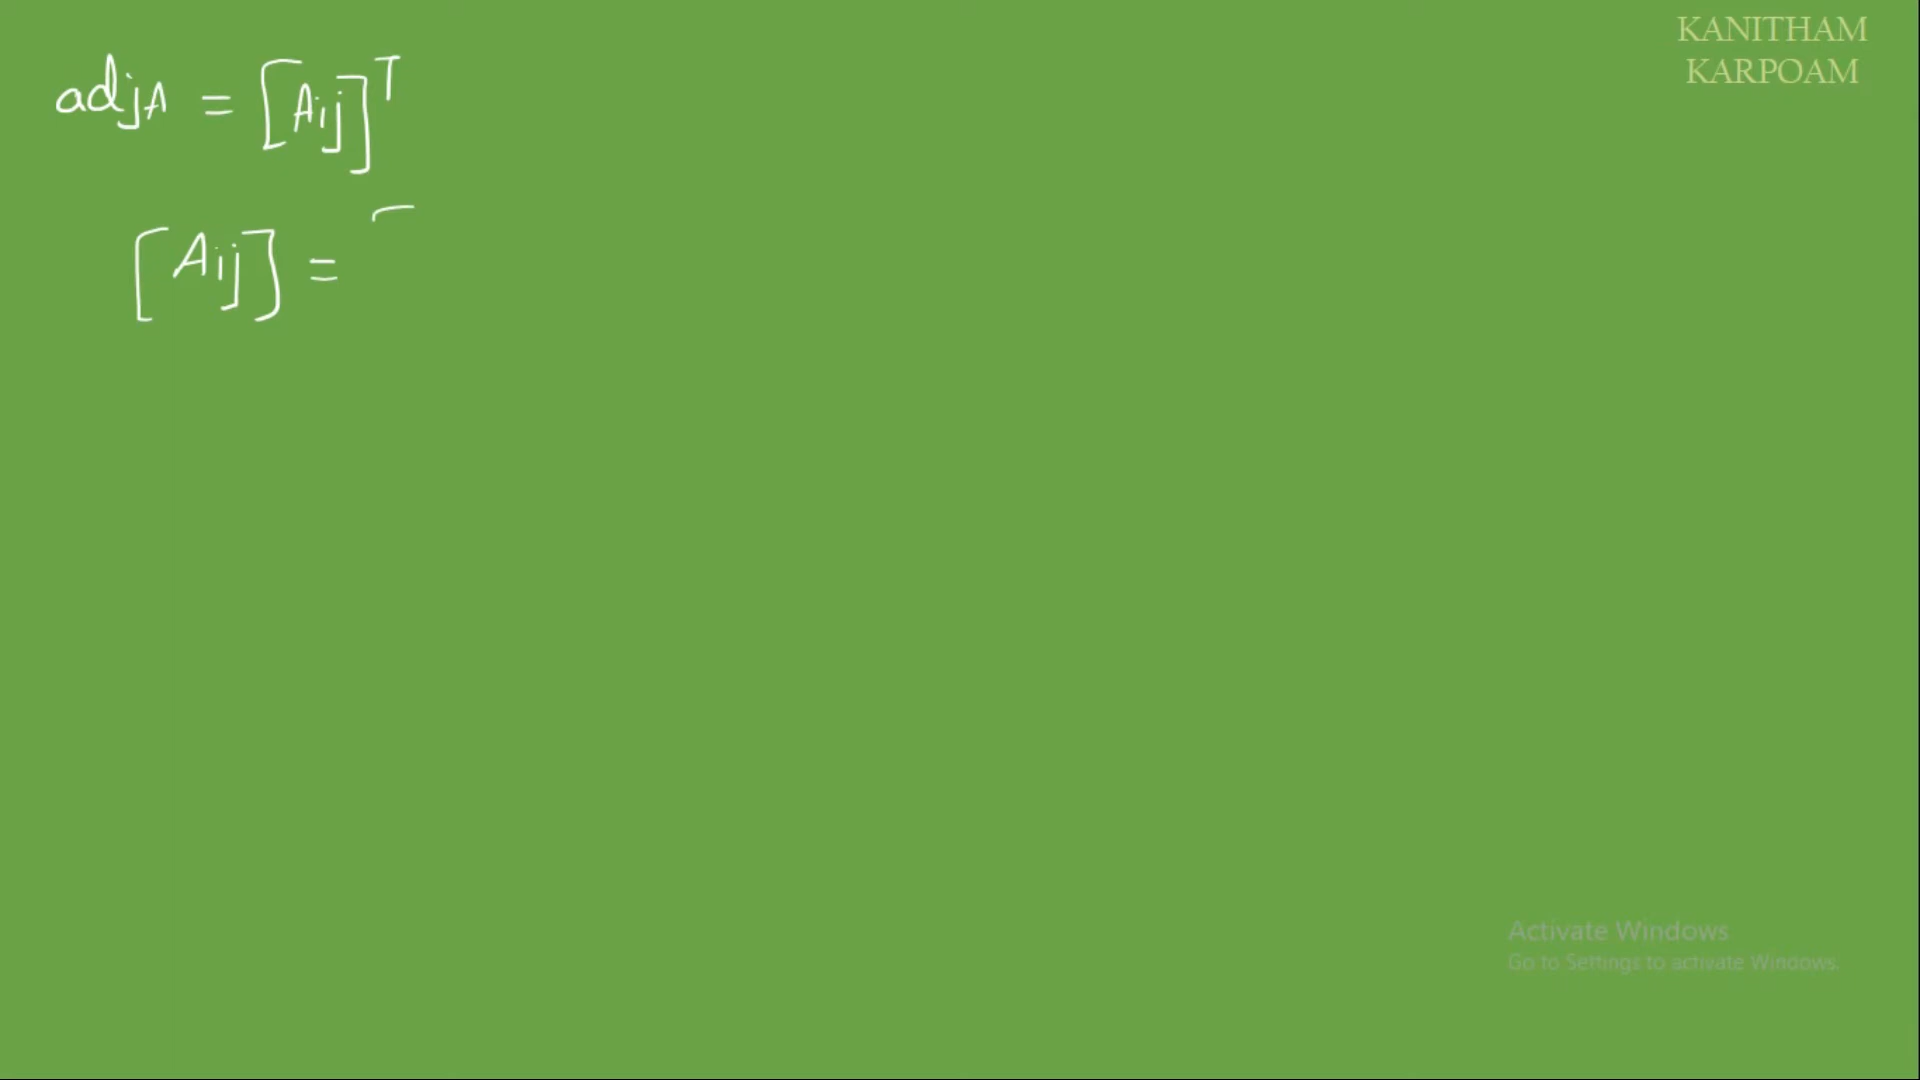 KANITHAM
KARPOAM
adjA = [Aij]ᵀ
[Aij] =
Activate Windows
Go to Settings to activate Windows.